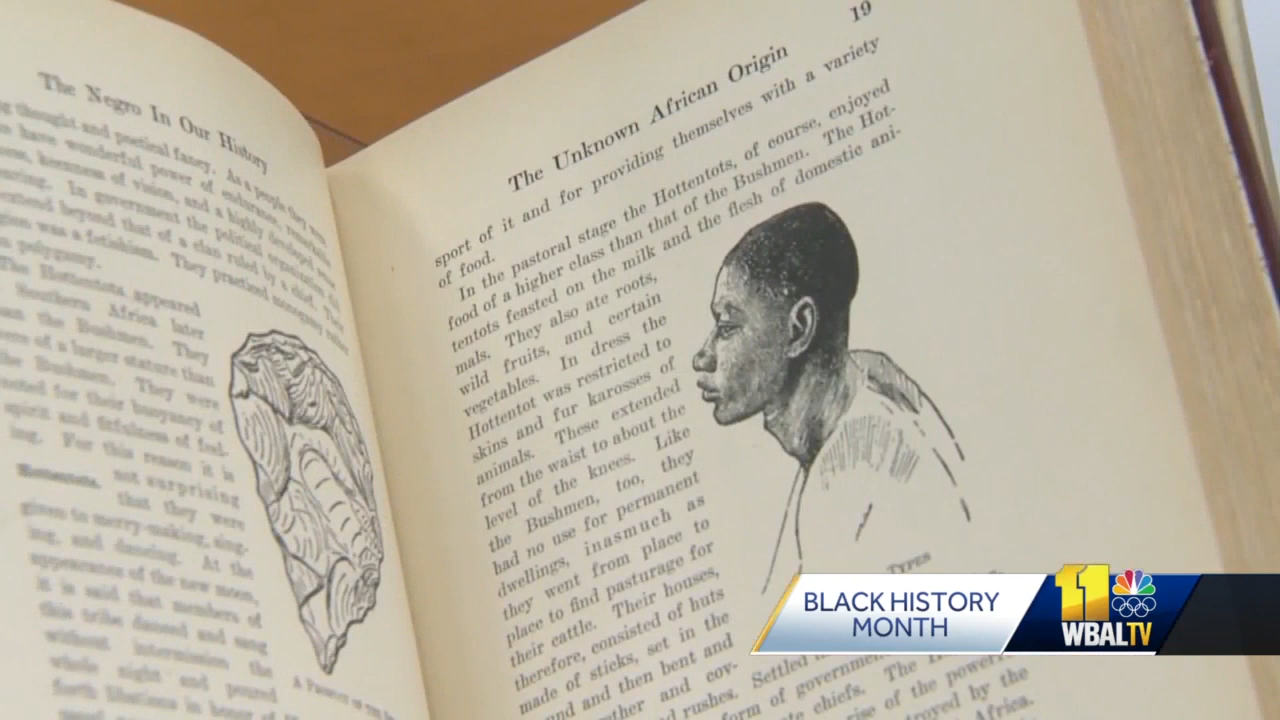 The Negro In Our History
thought and poetical fancy. As a people they
have wonderful power of endurance,
keenness of vision, and a highly developed
In government the political organization did
extend beyond that of a clan ruled by a chief. Their
was a fetishism. They practiced monogamy rather
polygamy.
The Hottentots appeared
Southern Africa later
the Bushmen. They
of a larger stature than
the Bushmen. They were
noted for their buoyancy of
spirit and fitfulness of feel-
ing. For this reason it is
Hottentots. not surprising
that they were
given to merry-making, sing-
ing, and dancing. At the
appearance of the new moon,
it is said that members of
this tribe danced and sang
without intermission the
whole night and poured
forth libations in honor of
The Unknown African Origin 19
sport of it and for providing themselves with a variety
of food.
In the pastoral stage the Hottentots, of course, enjoyed
food of a higher class than that of the Bushmen. The Hot-
tentots feasted on the milk and the flesh of domestic ani-
mals. They also ate roots,
wild fruits, and certain
vegetables. In dress the
Hottentot was restricted to
skins and fur karosses of
animals. These extended
from the waist to about the
level of the knees. Like
the Bushmen, too, they
had no use for permanent
dwellings, inasmuch as
they went from place to
place to find pasturage for
their cattle. Their houses,
therefore, consisted of huts
made of sticks, set in the
and then bent and
and cov-
rushes. Settled
form of government
chiefs. The
rise of the powerful
destroyed by the
Africa.
Types
BLACK HISTORY
MONTH
11
WBALTV